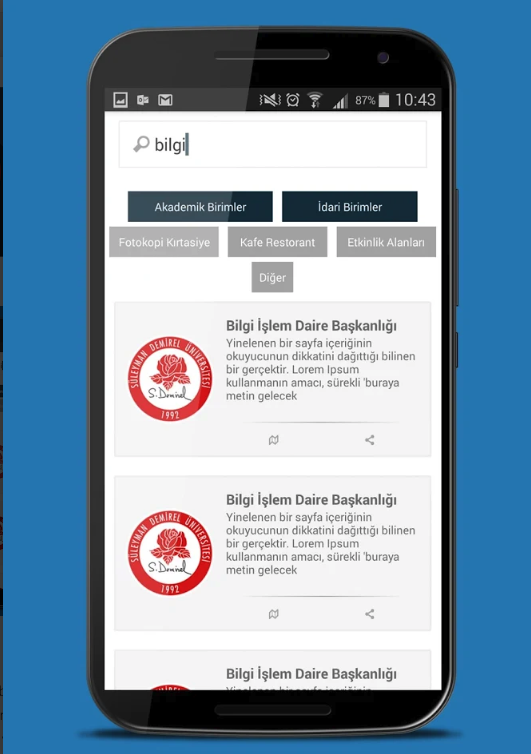 87% 10:43
bilgi
Akademik Birimler İdari Birimler
Fotokopi Kırtasiye Kafe Restorant Etkinlik Alanları
Diğer
Bilgi İşlem Daire Başkanlığı
Yinelenen bir sayfa içeriğinin
okuyucunun dikkatini dağıttığı bilinen
bir gerçektir. Lorem Ipsum
kullanmanın amacı, sürekli 'buraya
metin gelecek
SÜLEYMAN DEMİREL ÜNİVERSİTESİ
S. Demirel
1992
Bilgi İşlem Daire Başkanlığı
Yinelenen bir sayfa içeriğinin
okuyucunun dikkatini dağıttığı bilinen
bir gerçektir. Lorem Ipsum
kullanmanın amacı, sürekli 'buraya
metin gelecek
SÜLEYMAN DEMİREL ÜNİVERSİTESİ
S. Demirel
1992
Bilgi İşlem Daire Başkanlığı
Yinelenen bir sayfa içeriğinin